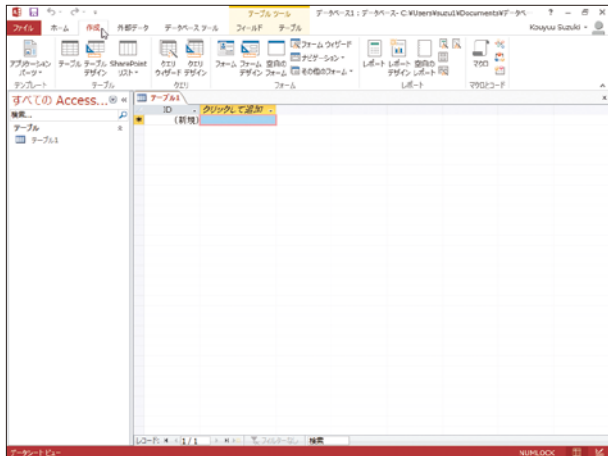 テーブル ツール
データベース1 : データベース- C:¥Users¥suzu1¥Documents¥データベ
ファイル ホーム 作成 外部データ データベース ツール フィールド テーブル
Kouyuu Suzuki
アプリケーション パーツ
テーブル
テーブル デザイン
SharePoint リスト
クエリ ウィザード
クエリ デザイン
フォーム
フォーム デザイン
空白の フォーム
フォーム ウィザード
ナビゲーション
その他のフォーム
レポート
レポート デザイン
空白の レポート
マクロ
テンプレート テーブル クエリ フォーム レポート マクロとコード
すべての Access...
検索...
テーブル
テーブル1
テーブル1
ID クリックして追加
(新規)
レコード: 1 / 1 フィルターなし 検索
データシート ビュー
NUMLOCK